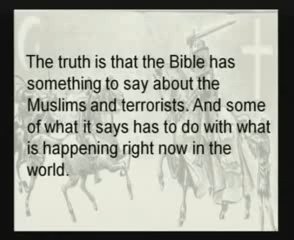 The truth is that the Bible has
something to say about the
Muslims and terrorists. And some
of what it says has to do with what
is happening right now in the
world.